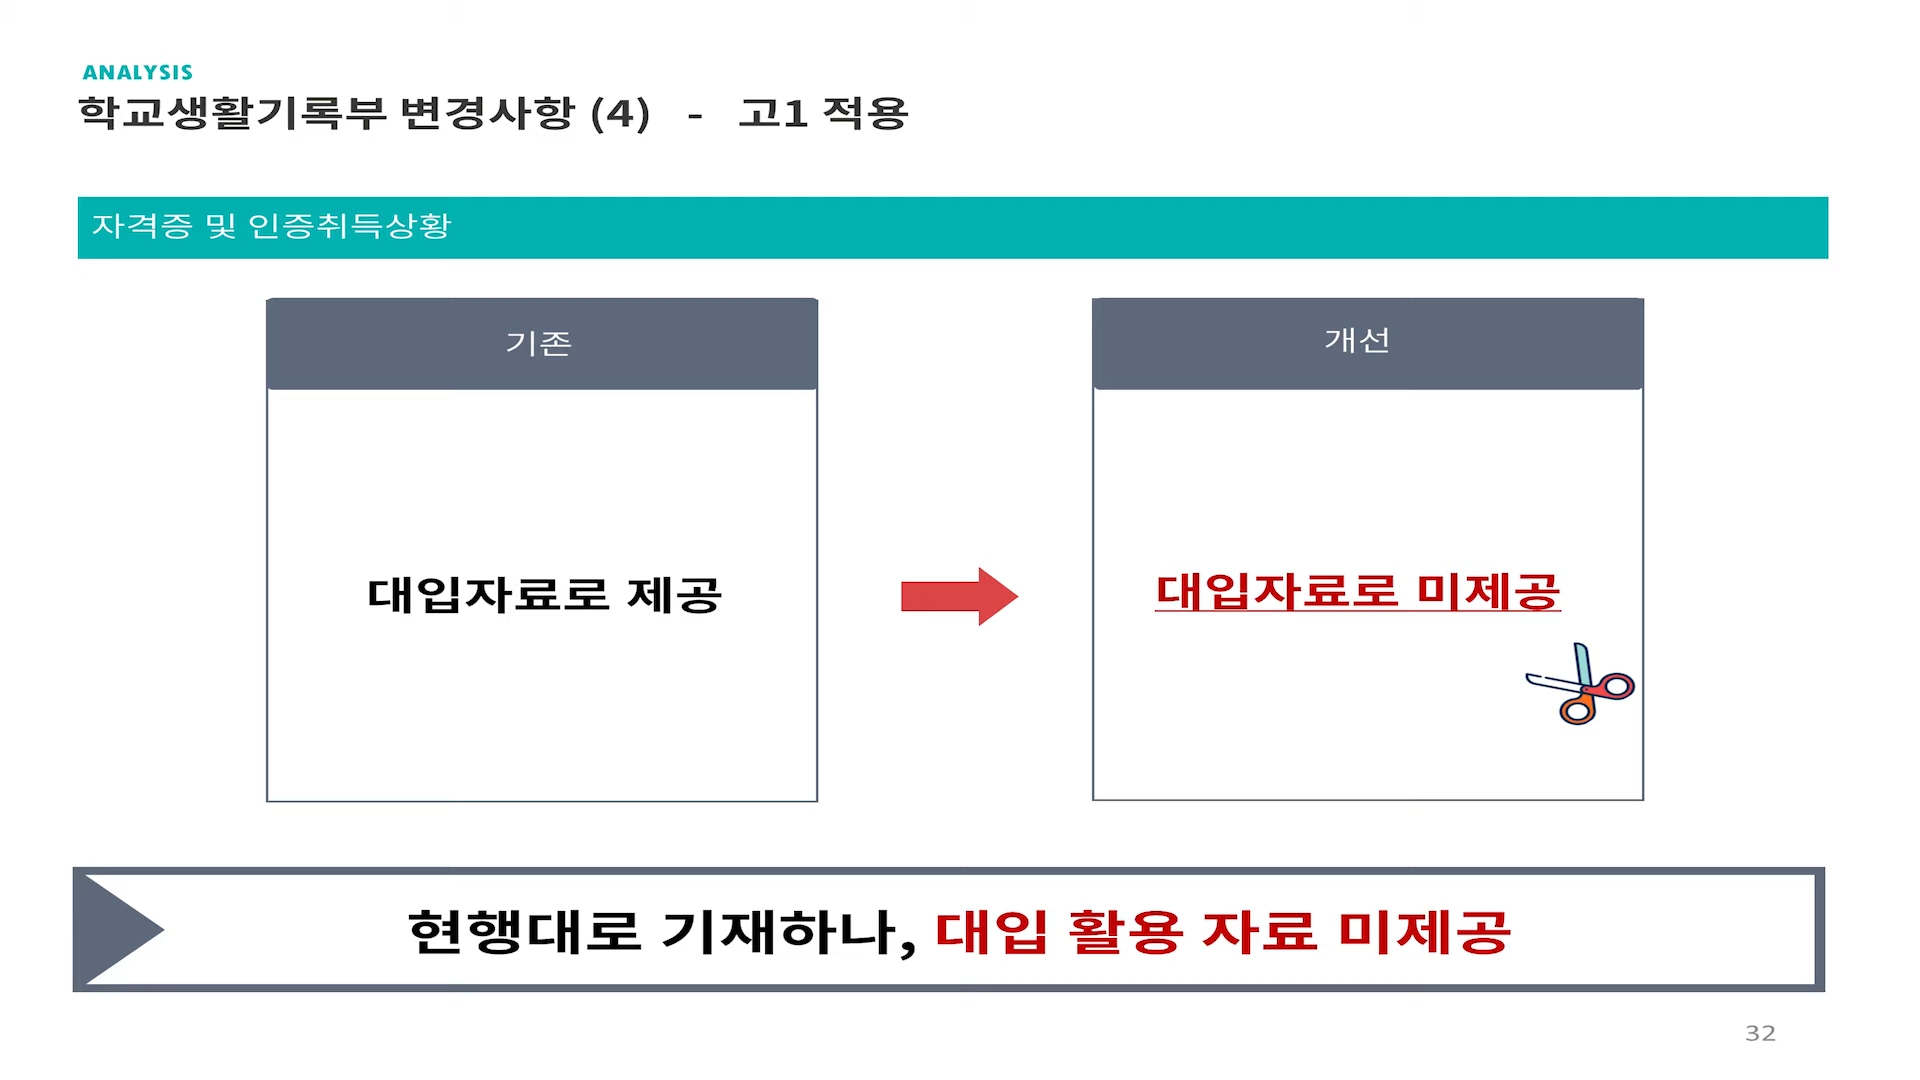 ANALYSIS
학교생활기록부 변경사항 (4) - 고1 적용
자격증 및 인증취득상황
기존
개선
대입자료로 제공
대입자료로 미제공
현행대로 기재하나, 대입 활용 자료 미제공
32